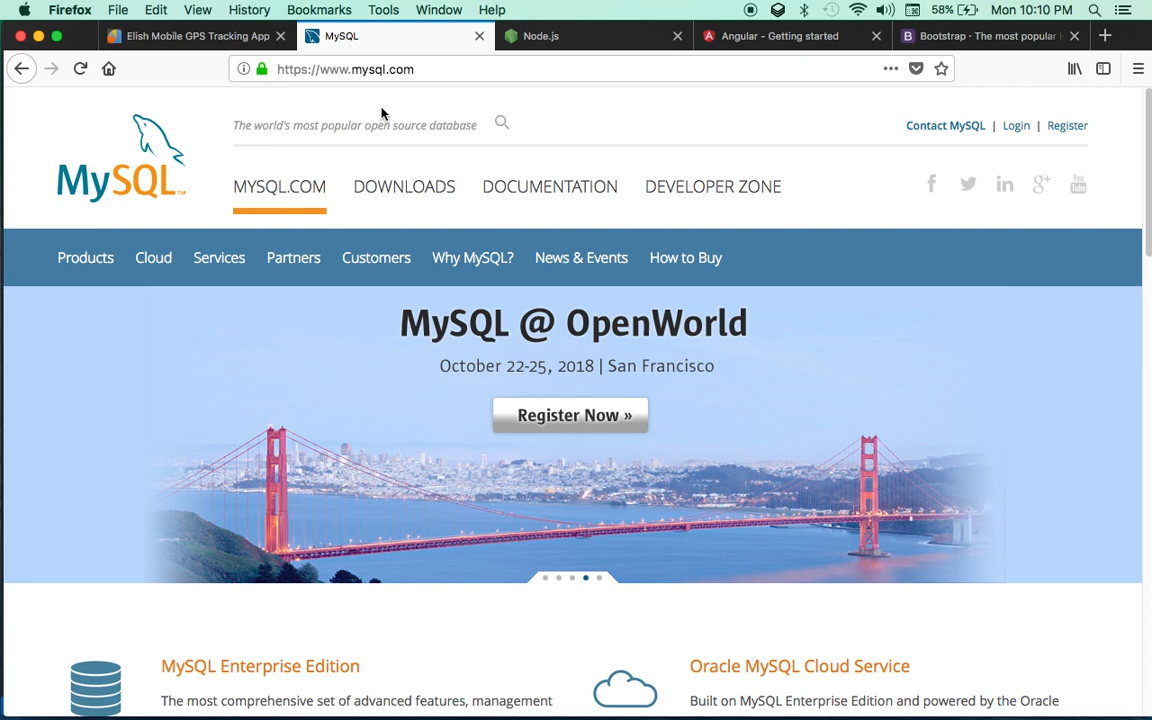 Firefox File Edit View History Bookmarks Tools Window Help 58% Mon 10:10 PM
Elish Mobile GPS Tracking App MySQL Node.js Angular - Getting started Bootstrap · The most popular
https://www.mysql.com
The world's most popular open source database
Contact MySQL | Login | Register
MySQL™
MYSQL.COM DOWNLOADS DOCUMENTATION DEVELOPER ZONE
Products Cloud Services Partners Customers Why MySQL? News & Events How to Buy
MySQL @ OpenWorld
October 22-25, 2018 | San Francisco
Register Now »
MySQL Enterprise Edition
The most comprehensive set of advanced features, management
Oracle MySQL Cloud Service
Built on MySQL Enterprise Edition and powered by the Oracle